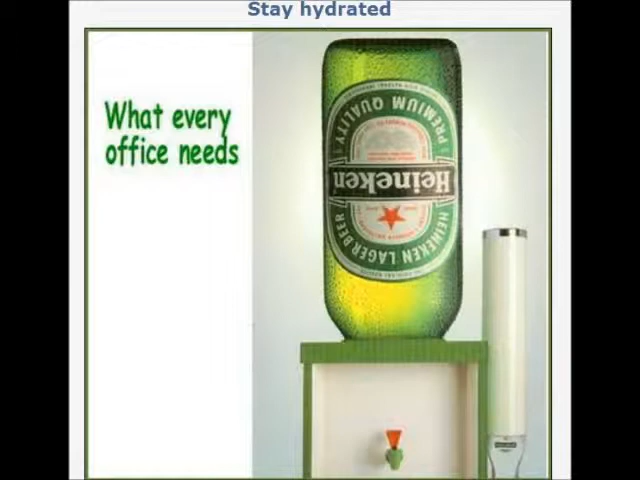 Stay hydrated
What every
office needs
PREMIUM QUALITY
Heineken
HEINEKEN LAGER BEER